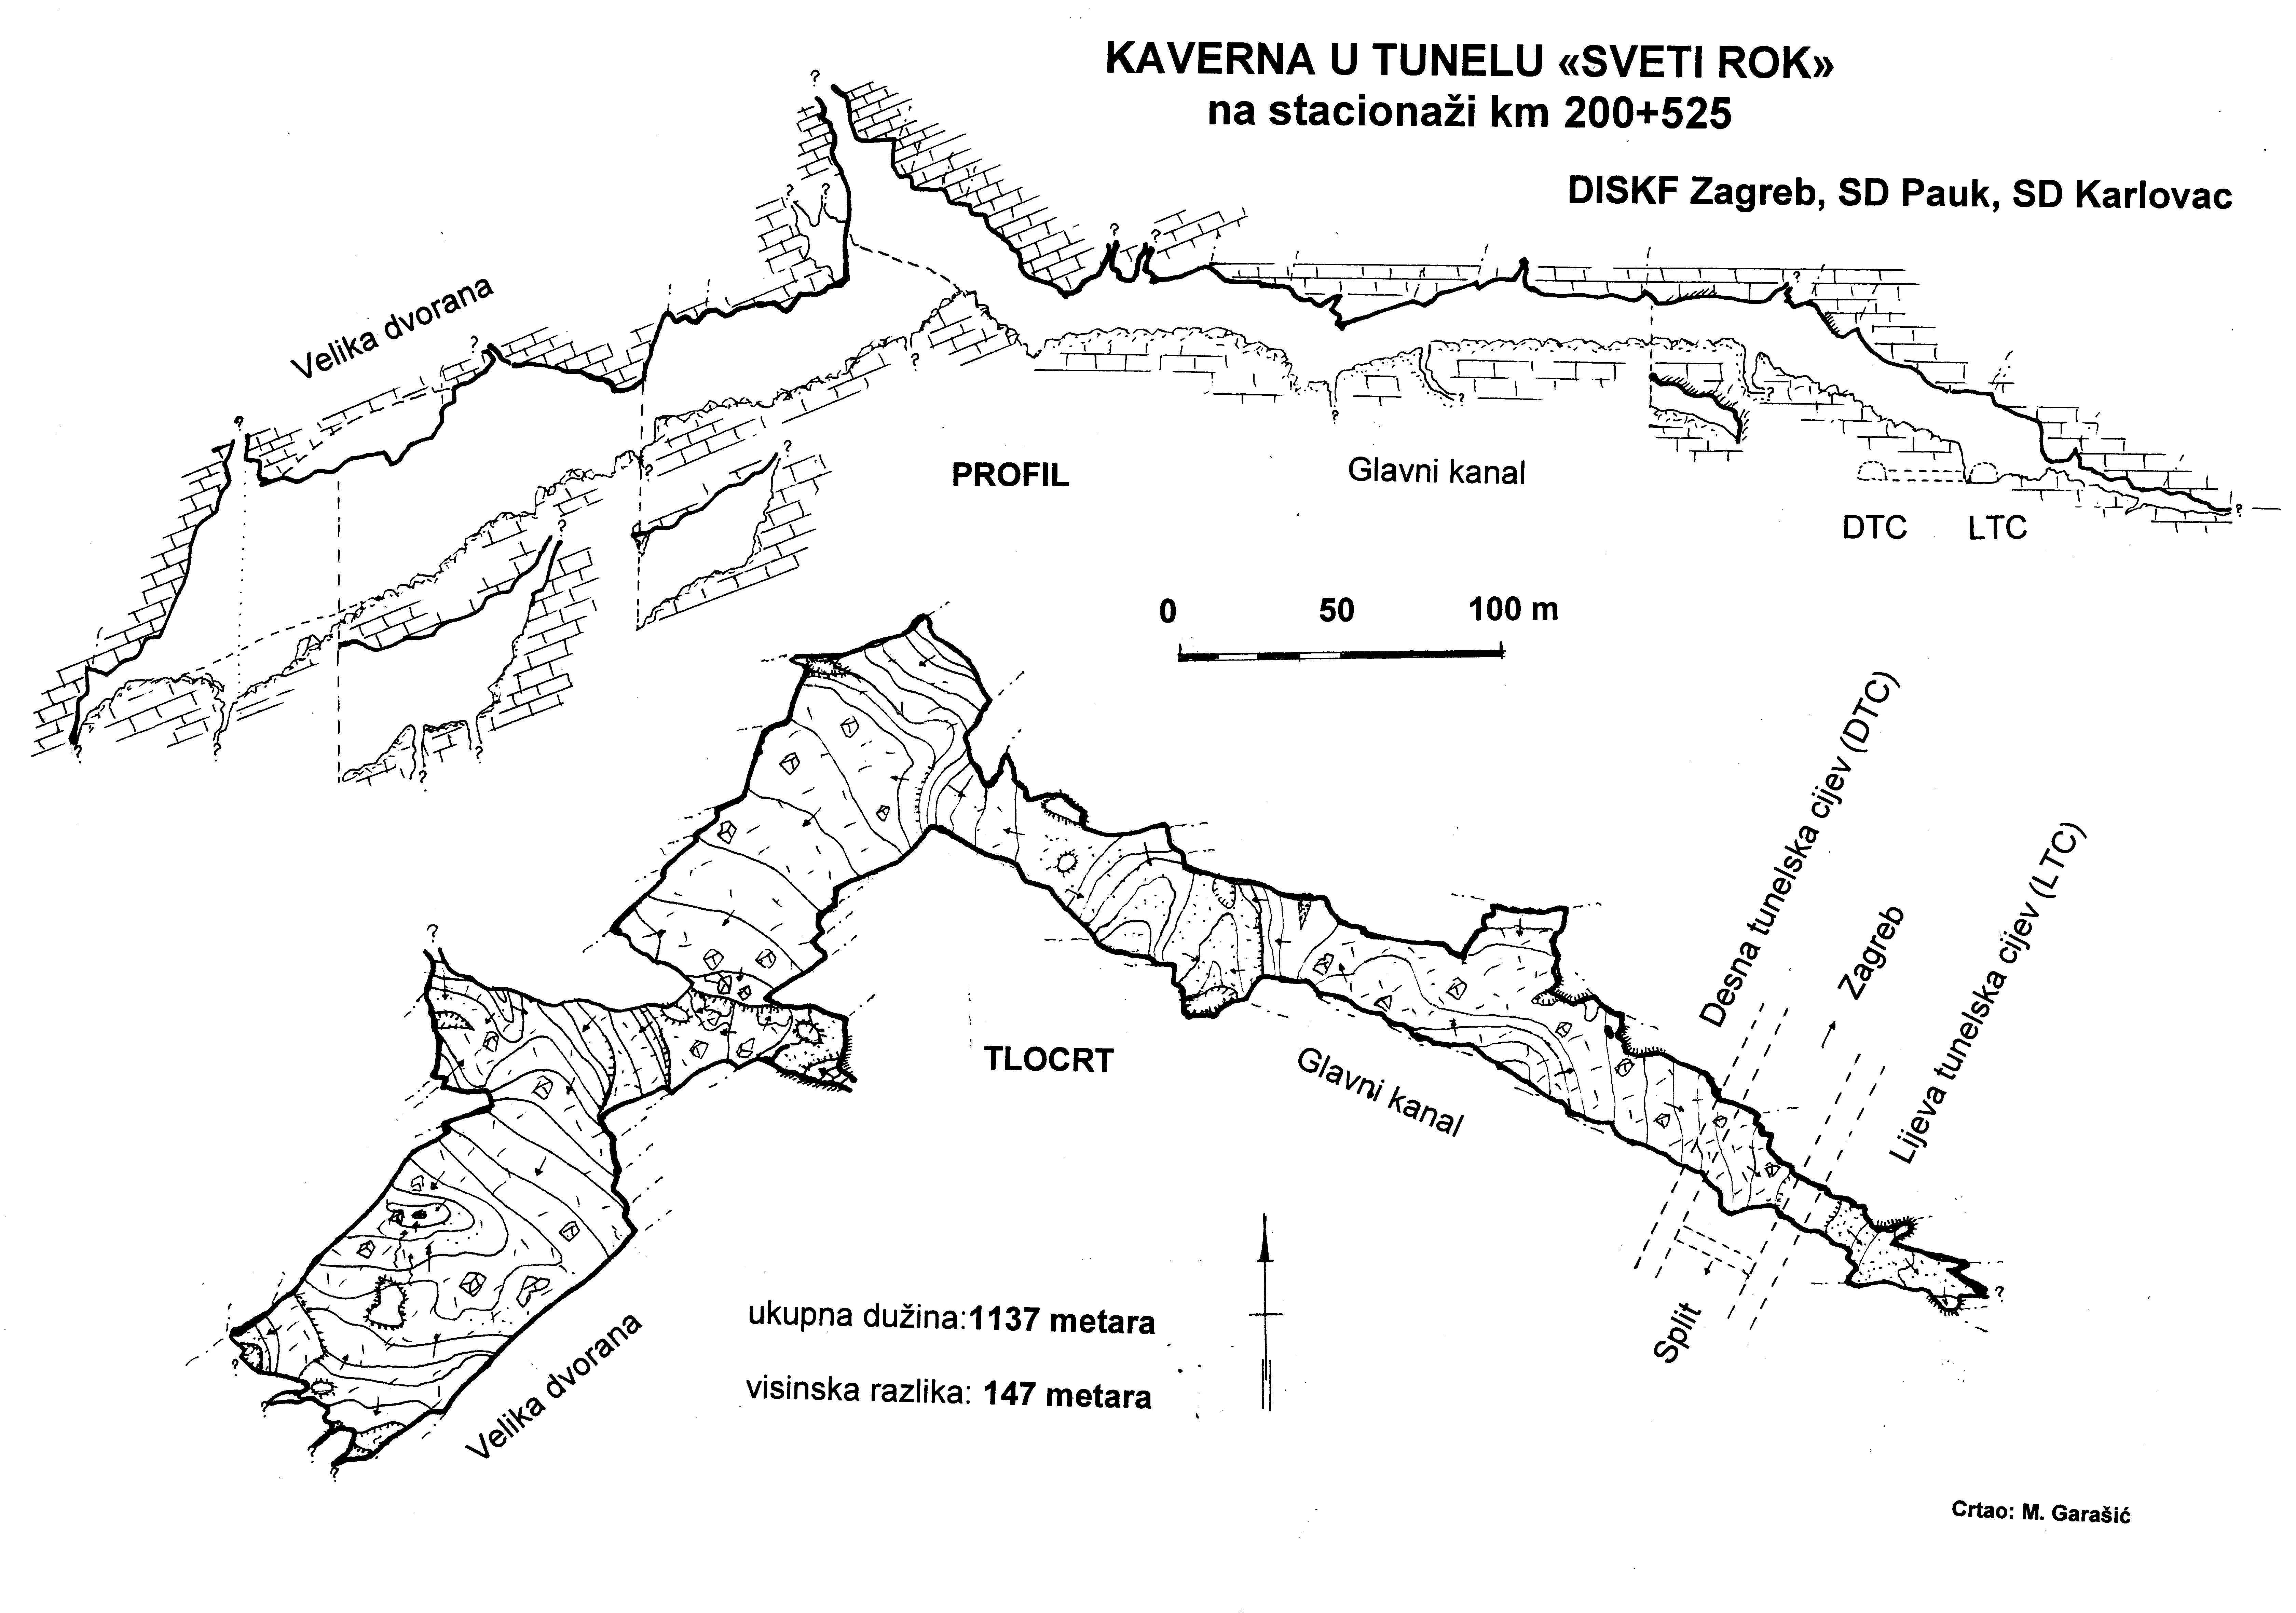 KAVERNA U TUNELU «SVETI ROK»
na stacionaži km 200+525
DISKF Zagreb, SD Pauk, SD Karlovac
Velika dvorana
PROFIL
Glavni kanal
DTC
LTC
0 50 100 m
Desna tunelska cijev (DTC)
Zagreb
Lijeva tunelska cijev (LTC)
TLOCRT
Glavni kanal
Split
ukupna dužina:1137 metara
visinska razlika: 147 metara
Velika dvorana
Crtao: M. Garašić